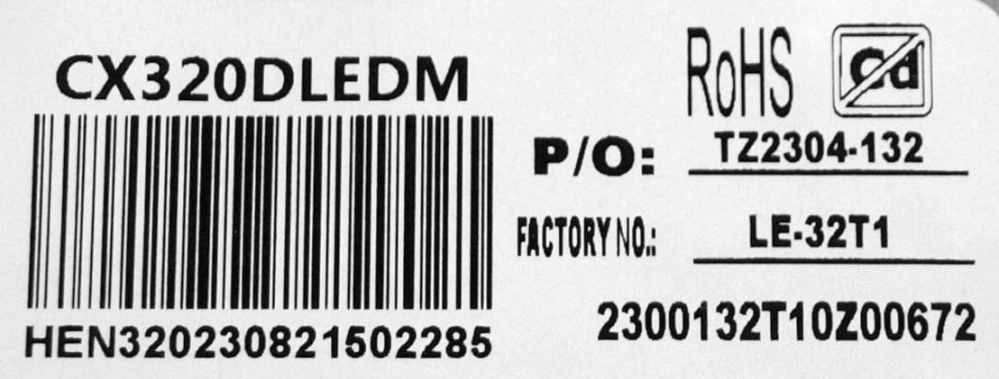 CX320DLEDM
HEN320230821502285
RoHS Cd
P/O: TZ2304-132
FACTORY NO.: LE-32T1
2300132T10Z00672